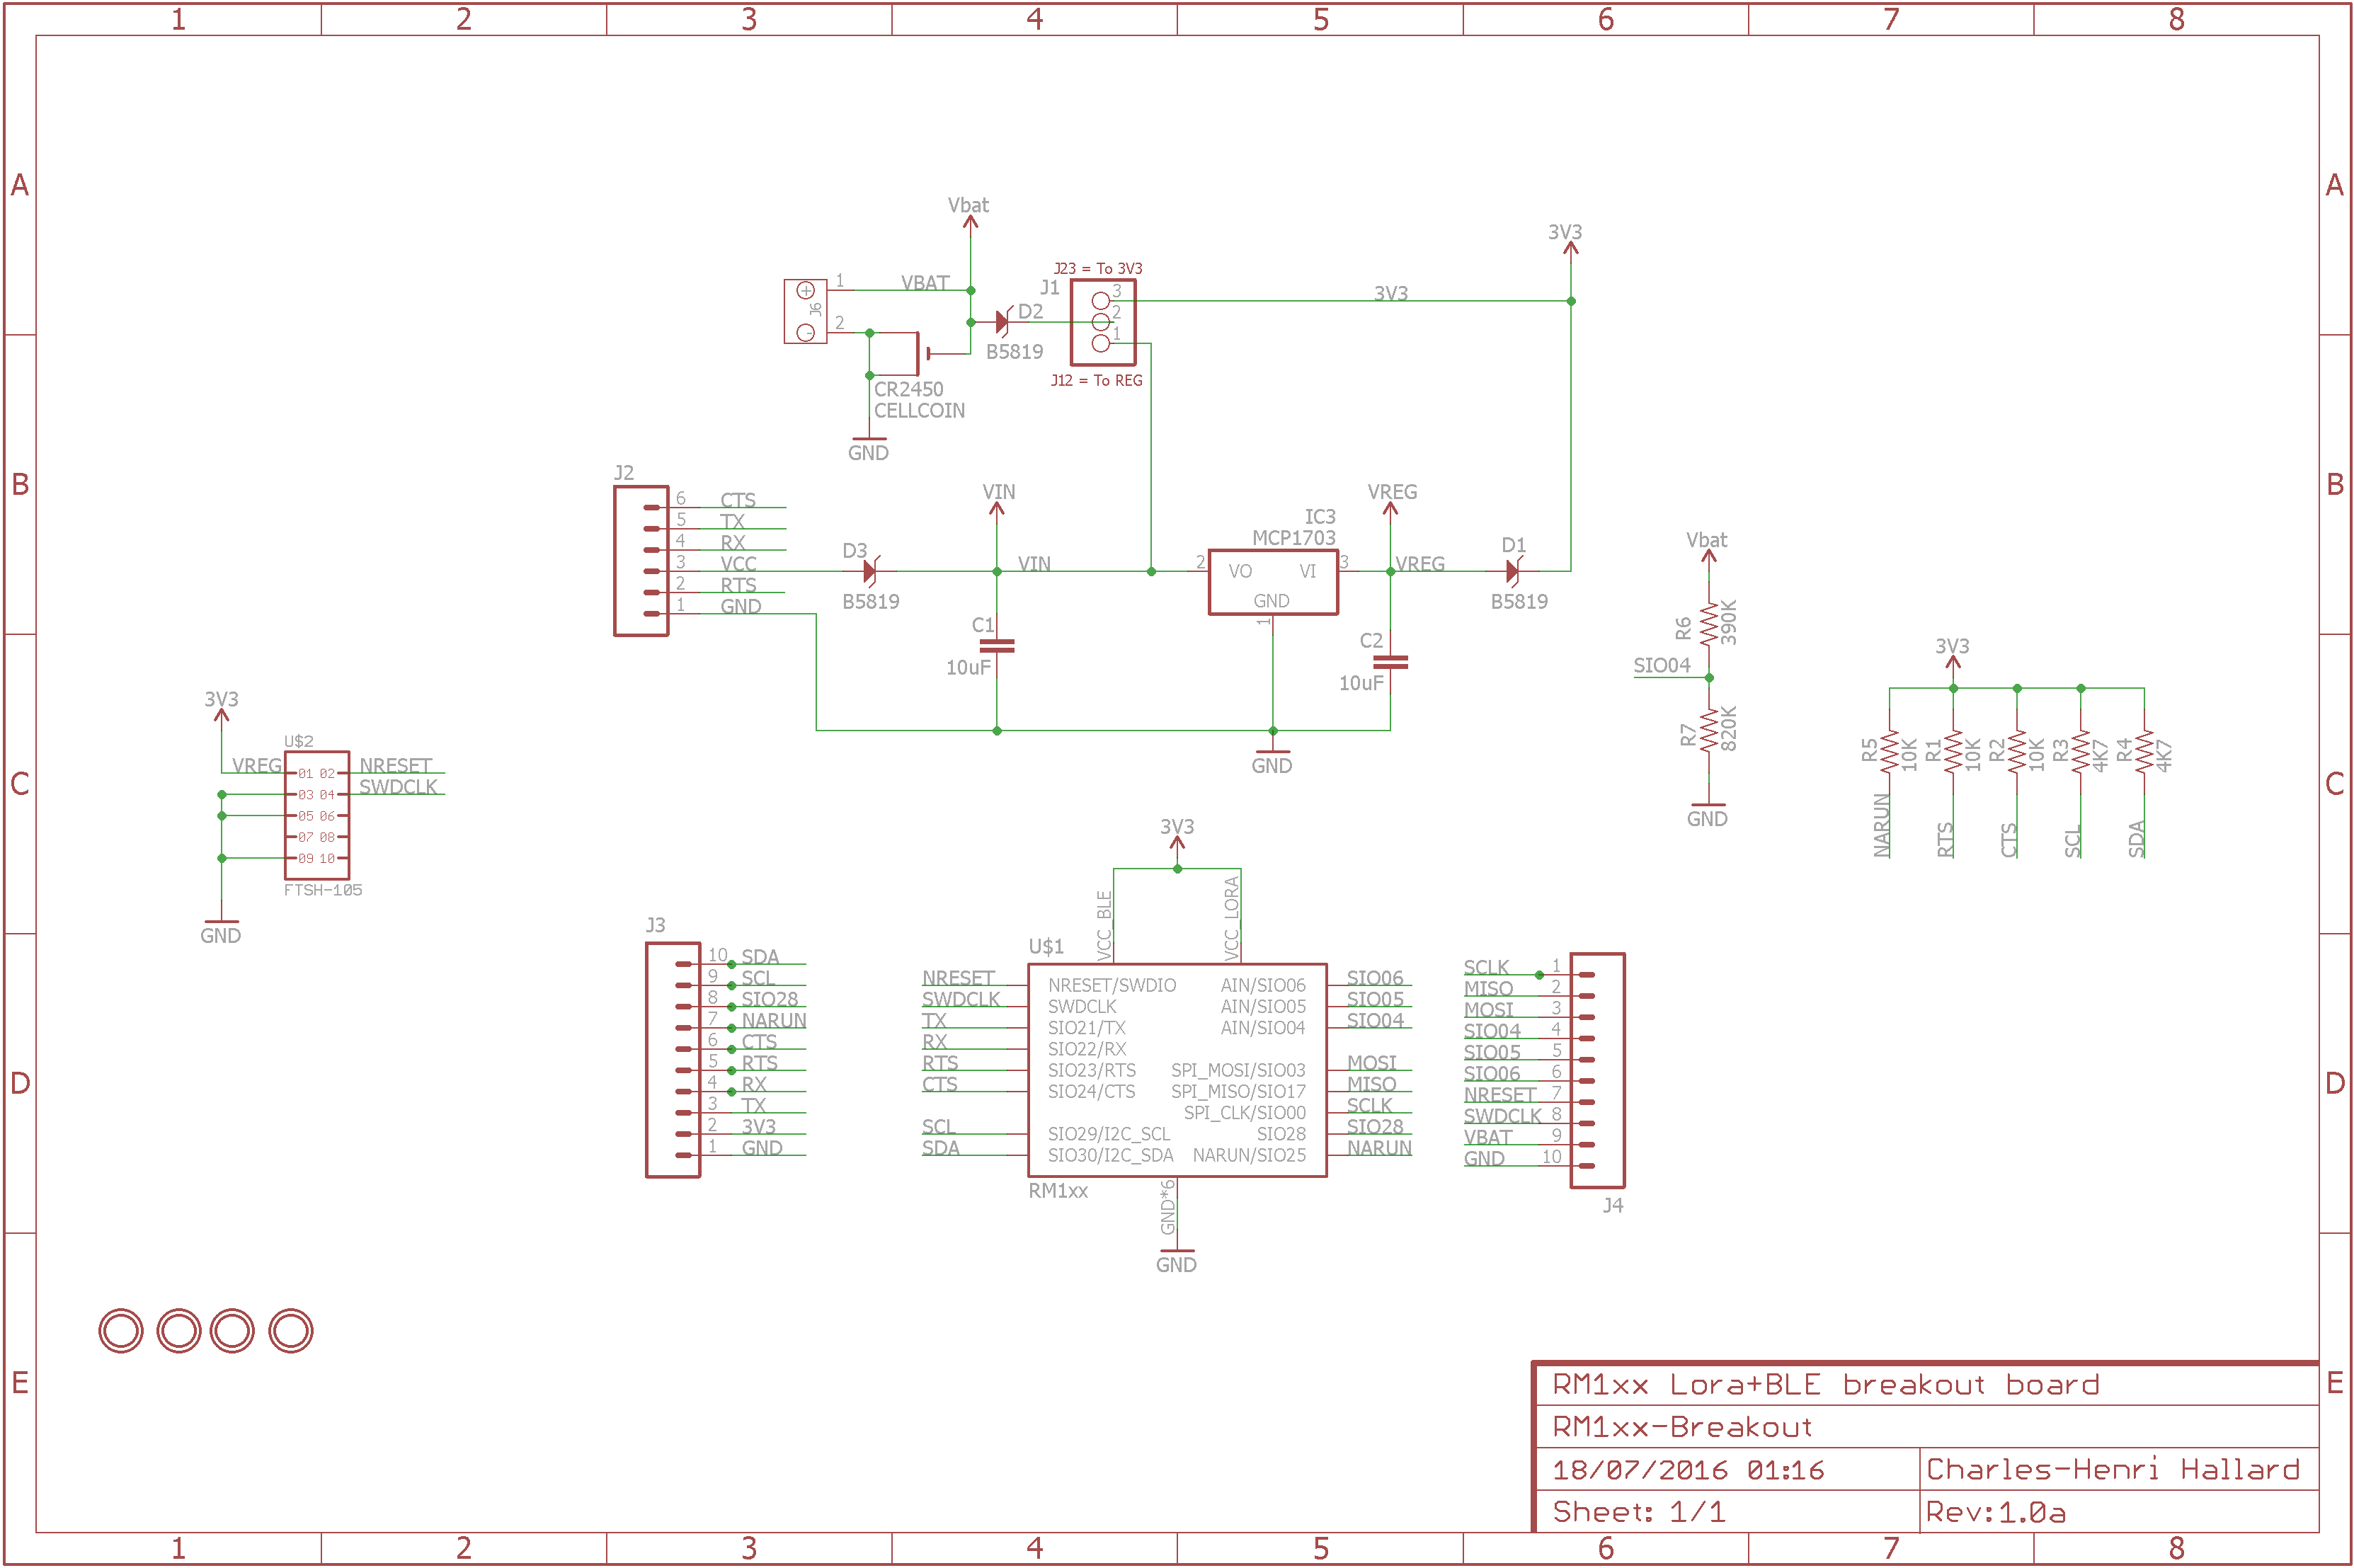 1 2 3 4 5 6 7 8
A A
Vbat
3V3
J23 = To 3V3
J1
1 VBAT
J6
+
-
2
D2
B5819
3 3V3
2
1
J12 = To REG
CR2450
CELLCOIN
GND
B B
J2
6 CTS
5 TX
4 RX
3 VCC
2 RTS
1 GND
D3
B5819
VIN
VIN
C1
10uF
VREG
IC3
MCP1703
2 VO VI 3
GND
1
VREG
D1
B5819
C2
10uF
GND
Vbat
R6
390K
SIO04
R7
820K
GND
3V3
R5
10K
R1
10K
R2
10K
R3
4K7
R4
4K7
NARUN
RTS
CTS
SCL
SDA
C C
3V3
U$2
VREG 01 02 NRESET
03 04 SWDCLK
05 06
07 08
09 10
FTSH-105
GND
3V3
VCC_BLE
VCC_LORA
D D
J3
10 SDA
9 SCL
8 SIO28
7 NARUN
6 CTS
5 RTS
4 RX
3 TX
2 3V3
1 GND
U$1
NRESET NRESET/SWDIO AIN/SIO06 SIO06
SWDCLK SWDCLK AIN/SIO05 SIO05
TX SIO21/TX AIN/SIO04 SIO04
RX SIO22/RX
RTS SIO23/RTS SPI_MOSI/SIO03 MOSI
CTS SIO24/CTS SPI_MISO/SIO17 MISO
SPI_CLK/SIO00 SCLK
SCL SIO29/I2C_SCL SIO28 SIO28
SDA SIO30/I2C_SDA NARUN/SIO25 NARUN
RM1xx
GND*6
GND
SCLK 1
MISO 2
MOSI 3
SIO04 4
SIO05 5
SIO06 6
NRESET 7
SWDCLK 8
VBAT 9
GND 10
J4
E E
RM1xx Lora+BLE breakout board
RM1xx-Breakout
18/07/2016 01:16 Charles-Henri Hallard
Sheet: 1/1 Rev:1.0a
1 2 3 4 5 6 7 8